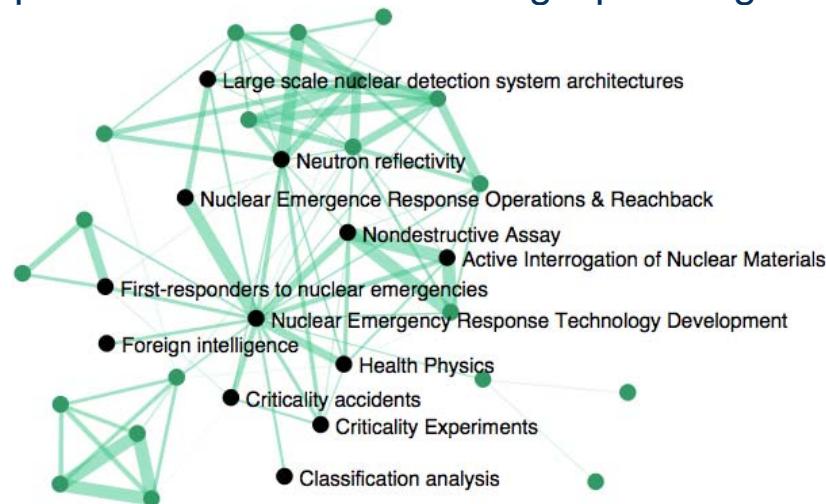 Large scale nuclear detection system architectures
Neutron reflectivity
Nuclear Emergence Response Operations & Reachback
Nondestructive Assay
Active Interrogation of Nuclear Materials
First-responders to nuclear emergencies
Nuclear Emergency Response Technology Development
Foreign intelligence
Health Physics
Criticality accidents
Criticality Experiments
Classification analysis